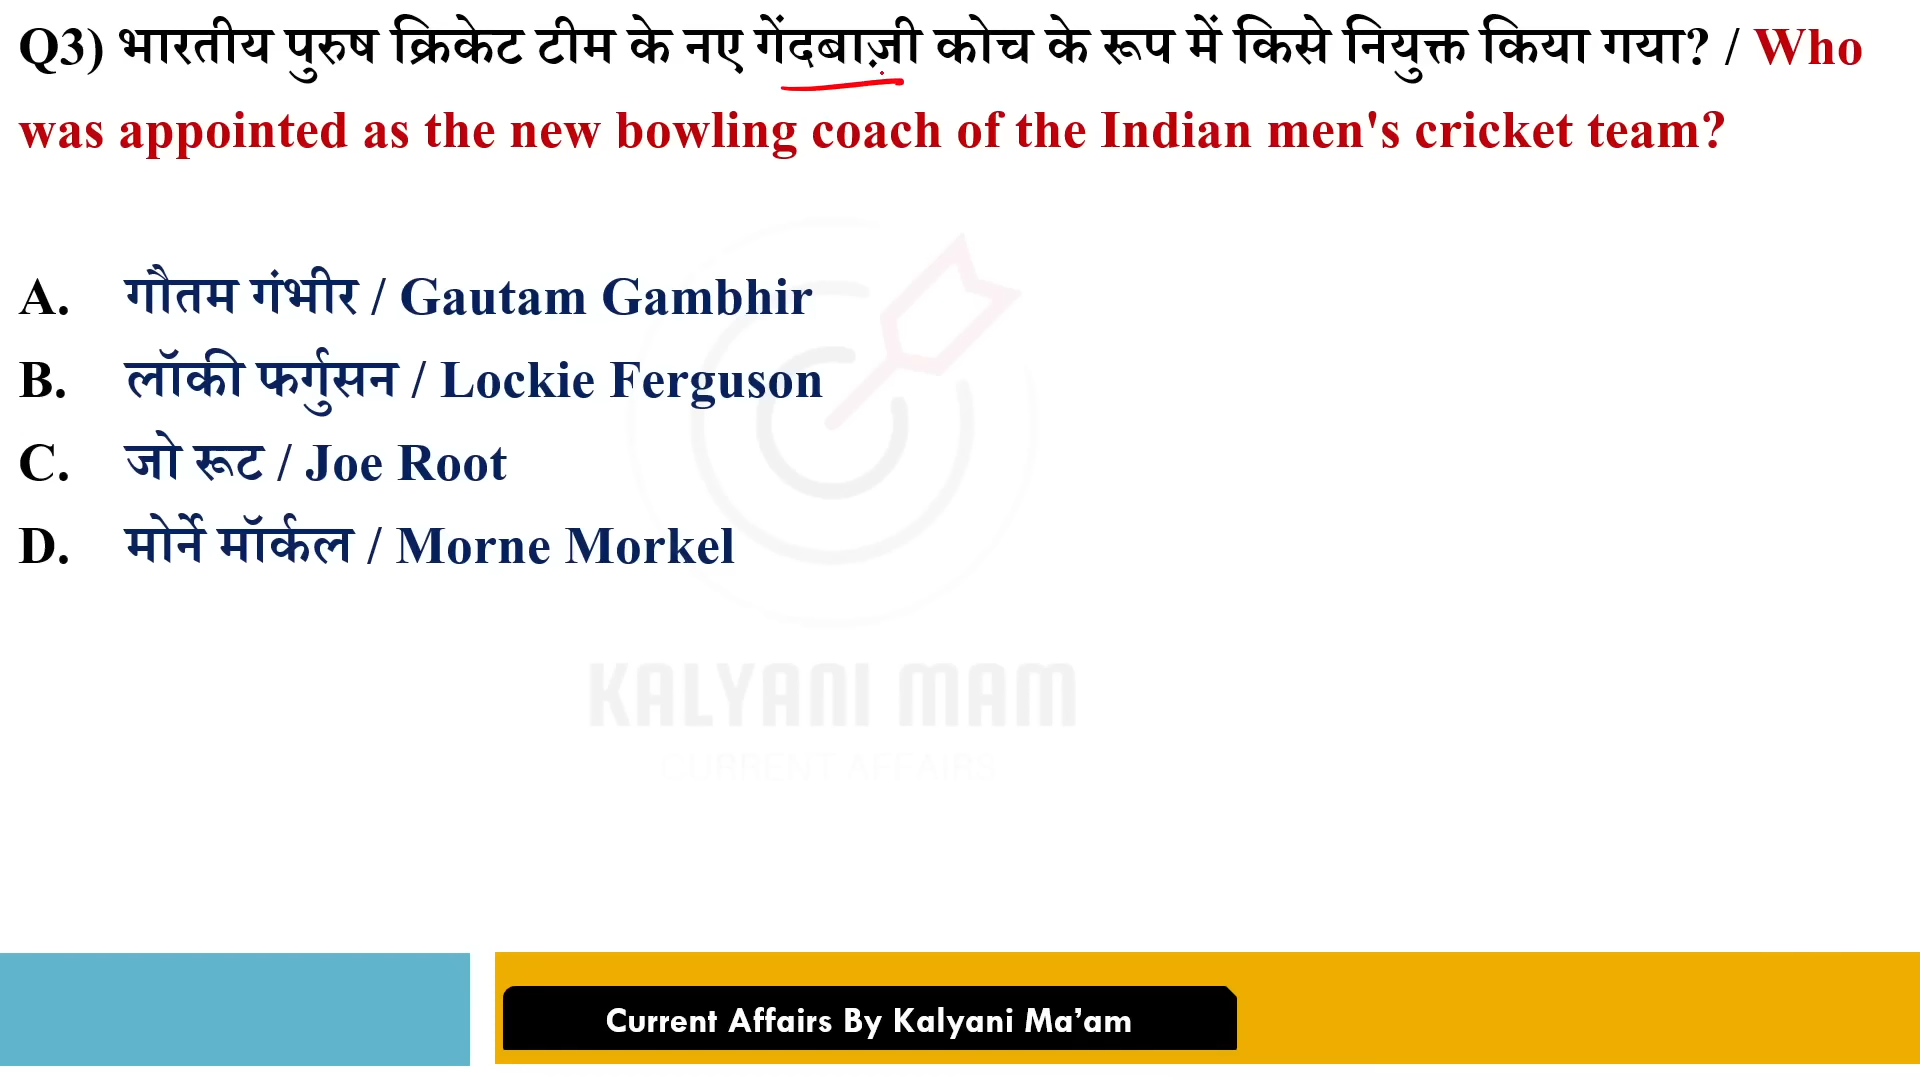 Q3) भारतीय पुरुष क्रिकेट टीम के नए गेंदबाज़ी कोच के रूप में किसे नियुक्त किया गया? / Who
was appointed as the new bowling coach of the Indian men's cricket team?
A. गौतम गंभीर / Gautam Gambhir
B. लॉकी फर्गुसन / Lockie Ferguson
C. जो रूट / Joe Root
D. मोर्ने मॉर्कल / Morne Morkel
KALYANI MAM
CURRENT AFFAIRS
Current Affairs By Kalyani Ma’am